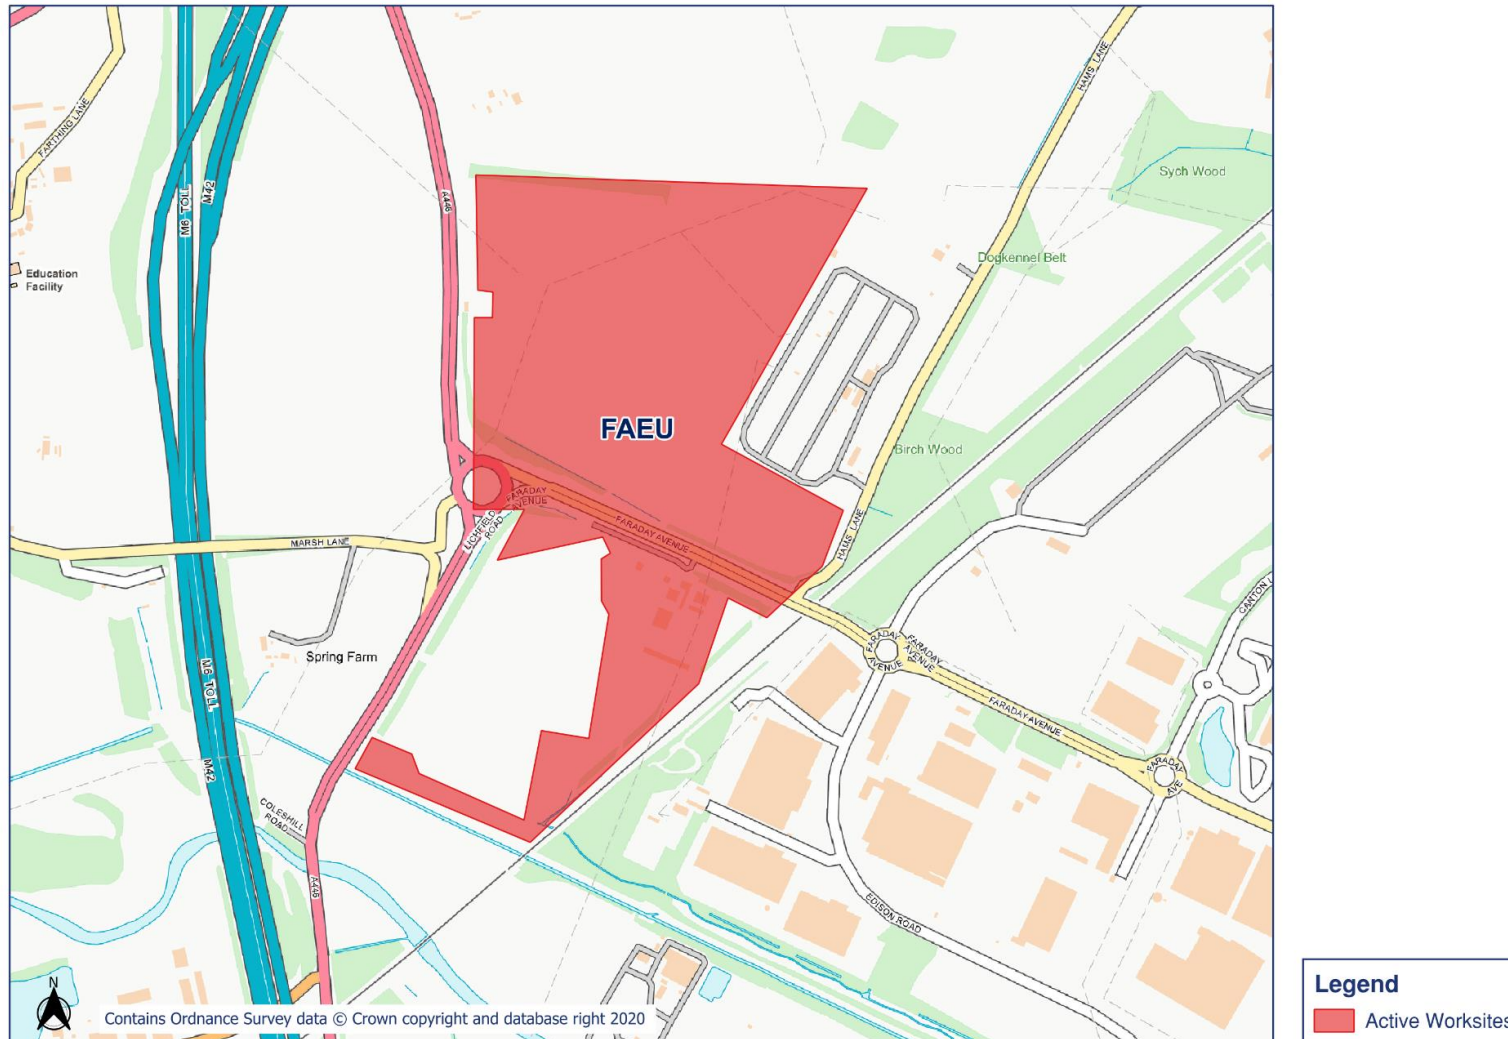 FARTHING LANE
M6 TOLL
M42
A446
HAMS LANE
Sych Wood
Education
Facility
Dogkennel Belt
FAEU
Birch Wood
FARADAY
AVENUE
LICHFIELD
ROAD
FARADAY AVENUE
HAMS LANE
MARSH LANE
CANTON L
Spring Farm
FARADAY
AVENUE
FARADAY
AVENUE
M6 TOLL
FARADAY AVENUE
M42
FARADAY
AVE
COLESHILL
ROAD
A446
EDISON ROAD
N
Contains Ordnance Survey data © Crown copyright and database right 2020
Legend
Active Worksites